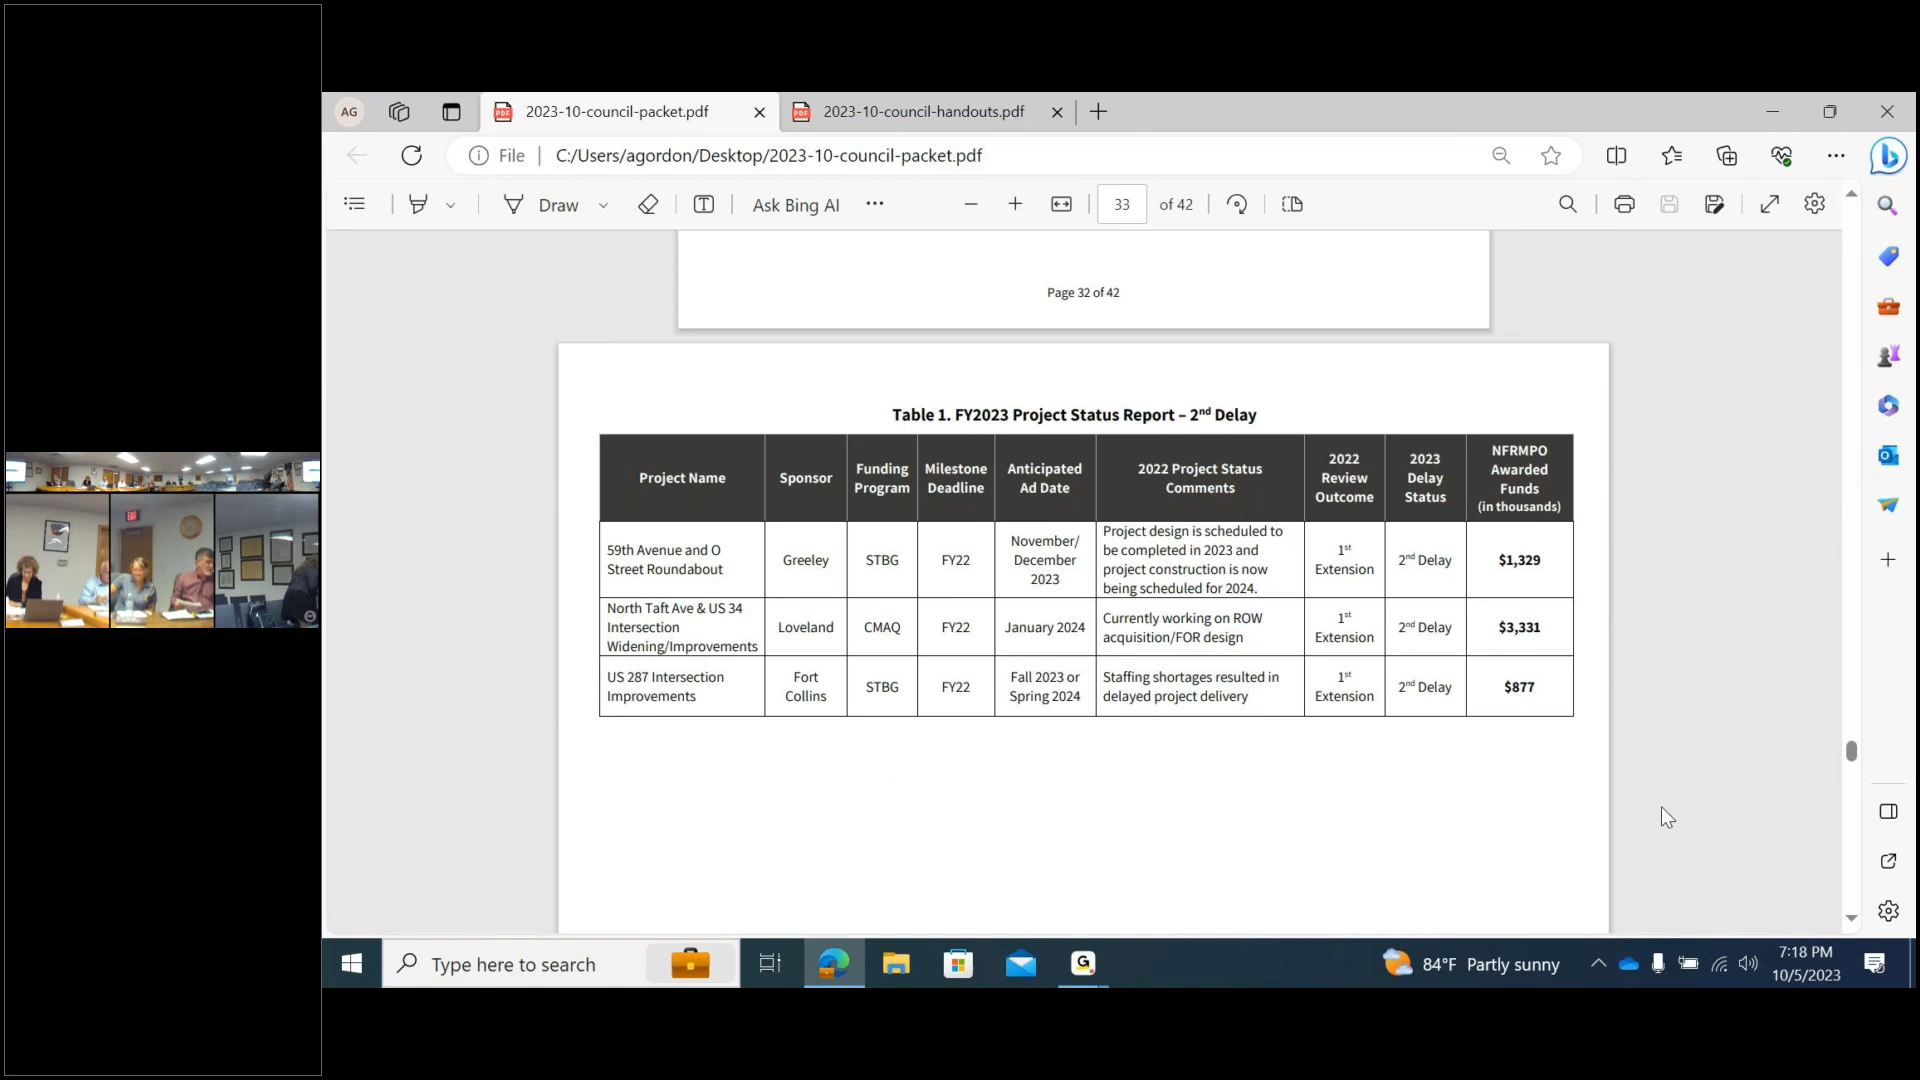 AG
2023-10-council-packet.pdf
2023-10-council-handouts.pdf
File
C:/Users/agordon/Desktop/2023-10-council-packet.pdf
Draw
Ask Bing AI
33
of 42
Page 32 of 42
Table 1. FY2023 Project Status Report – 2nd Delay
Project Name
Sponsor
Funding
Program
Milestone
Deadline
Anticipated
Ad Date
2022 Project Status
Comments
2022
Review
Outcome
2023
Delay
Status
NFRMPO
Awarded
Funds
(in thousands)
59th Avenue and O
Street Roundabout
Greeley
STBG
FY22
November/
December
2023
Project design is scheduled to
be completed in 2023 and
project construction is now
being scheduled for 2024.
1st
Extension
2nd Delay
$1,329
North Taft Ave & US 34
Intersection
Widening/Improvements
Loveland
CMAQ
FY22
January 2024
Currently working on ROW
acquisition/FOR design
1st
Extension
2nd Delay
$3,331
US 287 Intersection
Improvements
Fort
Collins
STBG
FY22
Fall 2023 or
Spring 2024
Staffing shortages resulted in
delayed project delivery
1st
Extension
2nd Delay
$877
Type here to search
84°F Partly sunny
7:18 PM
10/5/2023